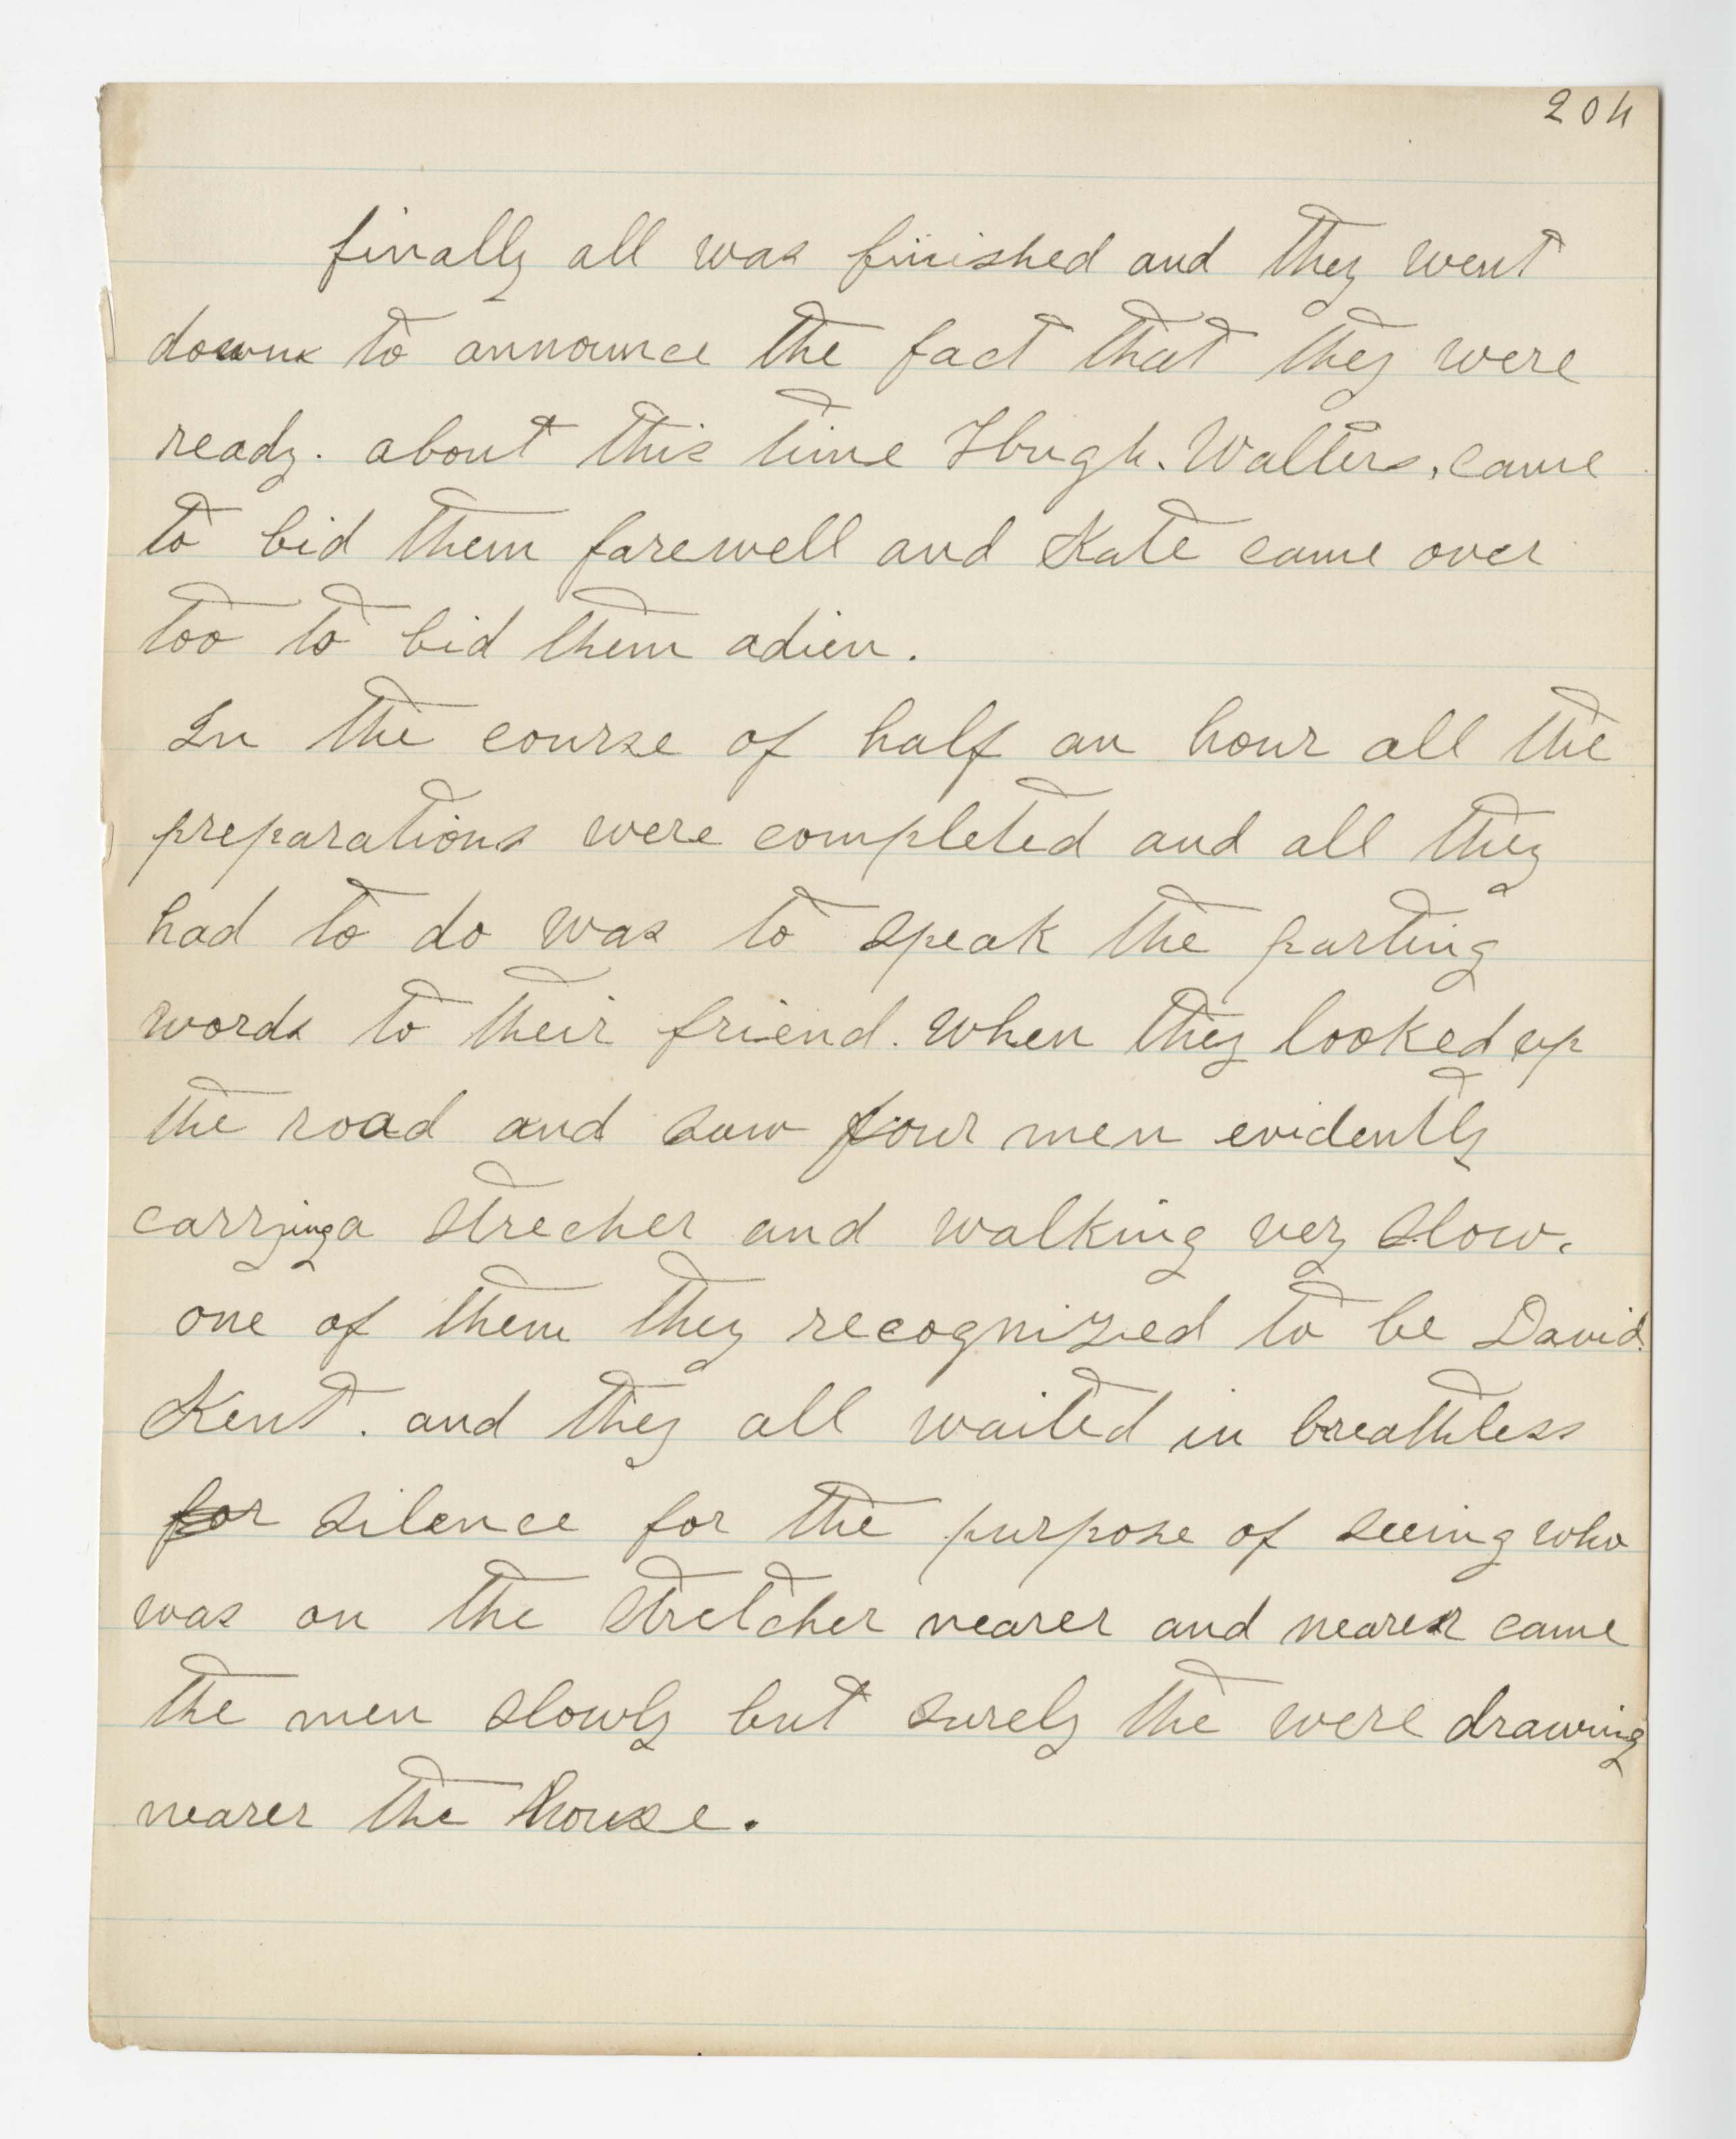 204
finally all was finished and they went
down to announce the fact that they were
ready. about this time Hugh. Walters, came
to bid them farewell and Kate came over
too to bid them adieu.
In the course of half an hour all the
preparations were completed and all they
had to do was to speak the parting
words to their friend. when they looked up
the road and saw four men evidently
carrying a strecher and walking very slow.
one of them they recognized to be David.
Kent. and they all waited in breathless
for silence for the purpose of seeing who
was on the stretcher nearer and nearer came
the men slowly but surely the were drawing
nearer the house.